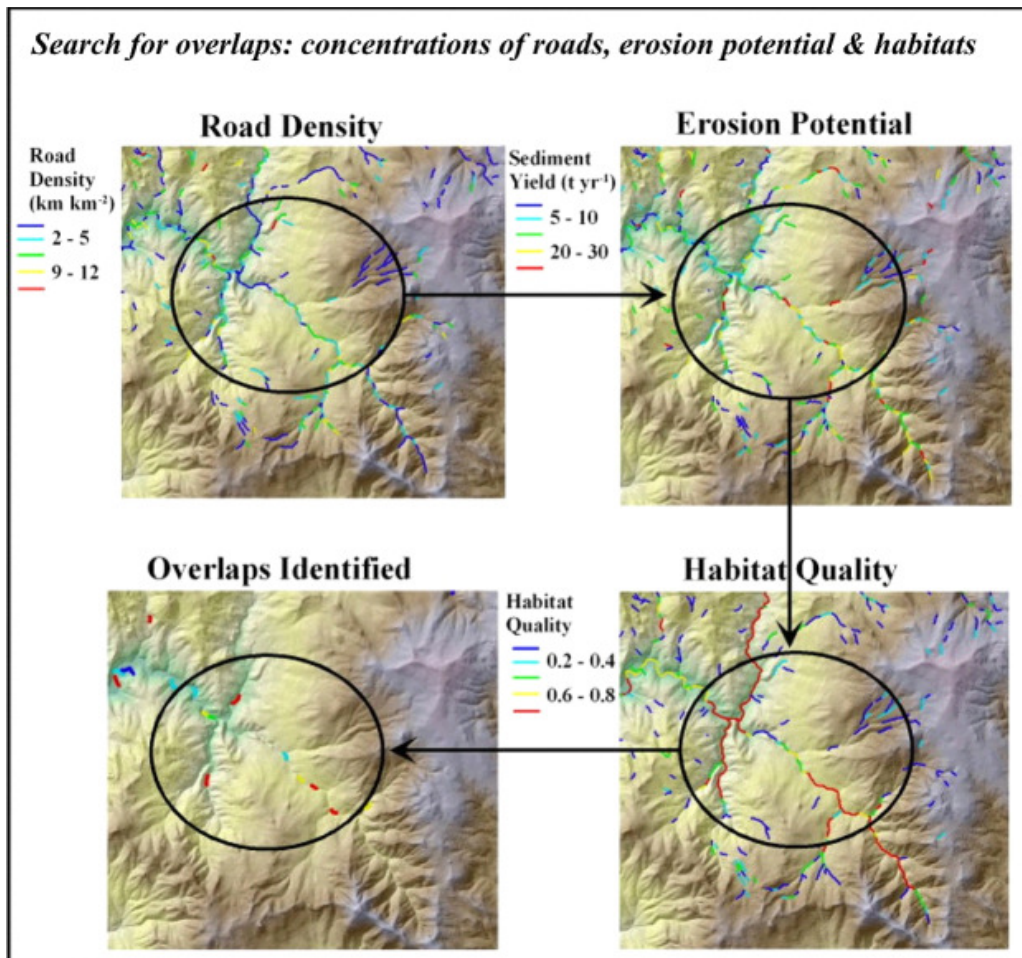 Search for overlaps: concentrations of roads, erosion potential & habitats
Road Density
Road
Density
(km km⁻²)
2 - 5
9 - 12
Erosion Potential
Sediment
Yield (t yr⁻¹)
5 - 10
20 - 30
Overlaps Identified
Habitat Quality
Habitat
Quality
0.2 - 0.4
0.6 - 0.8